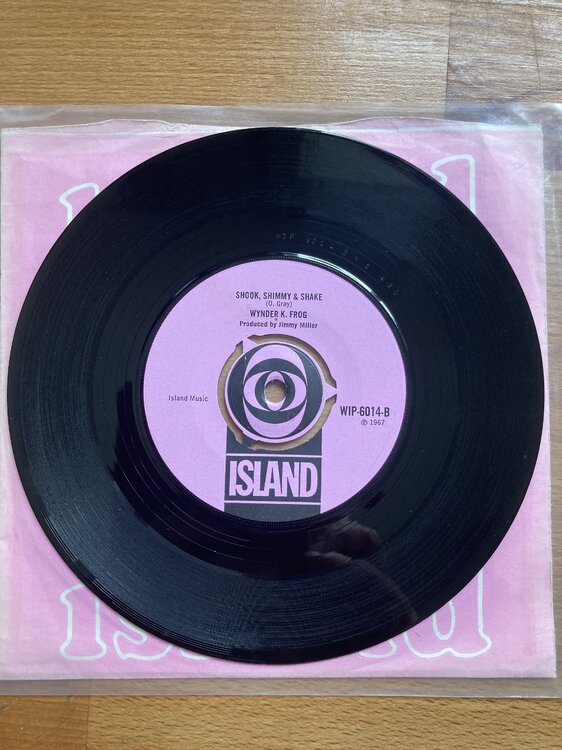 SHOOK, SHIMMY & SHAKE
(O. Gray)
WYNDER K. FROG
Produced by Jimmy Miller
Island Music
WIP-6014-B
℗ 1967
ISLAND